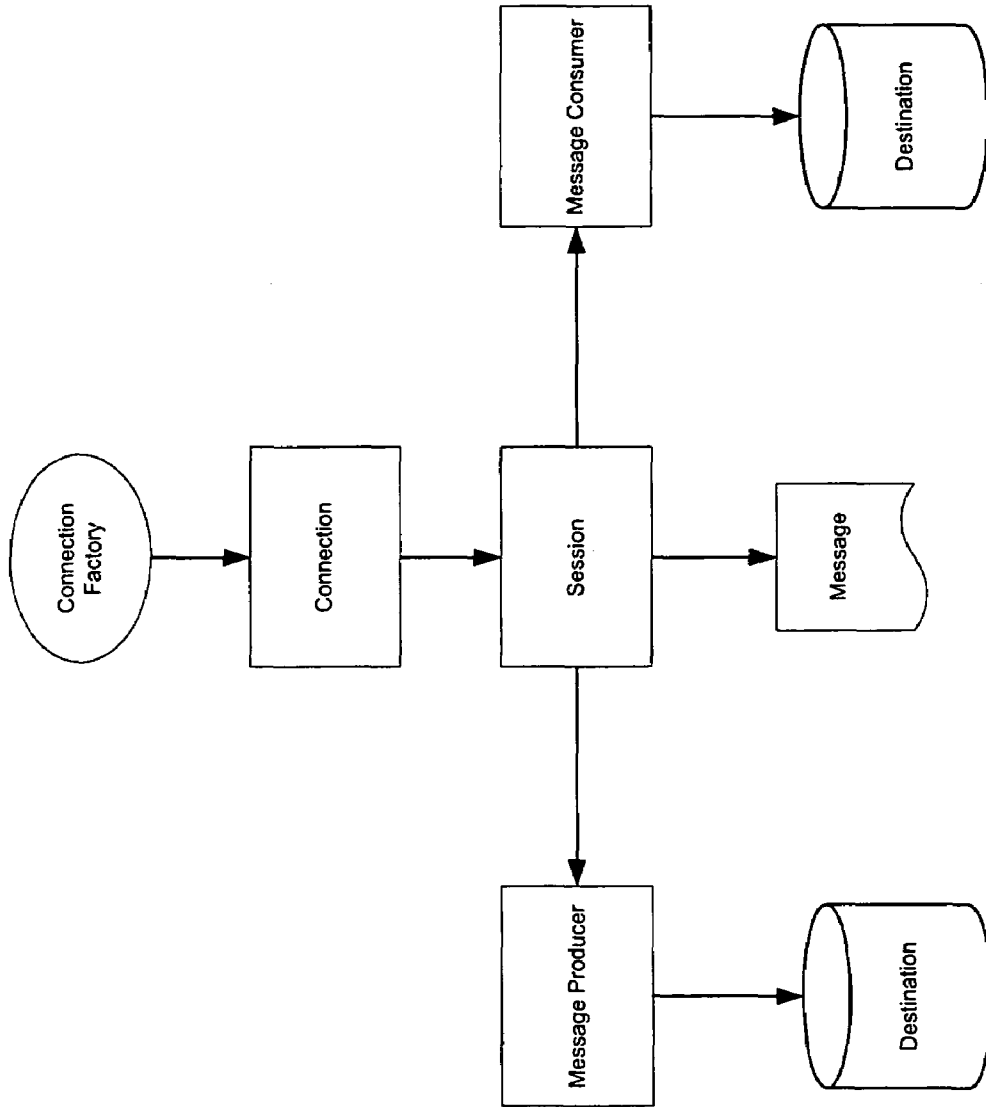 Connection
Factory
Connection
Message Producer
Session
Message Consumer
Destination
Message
Destination